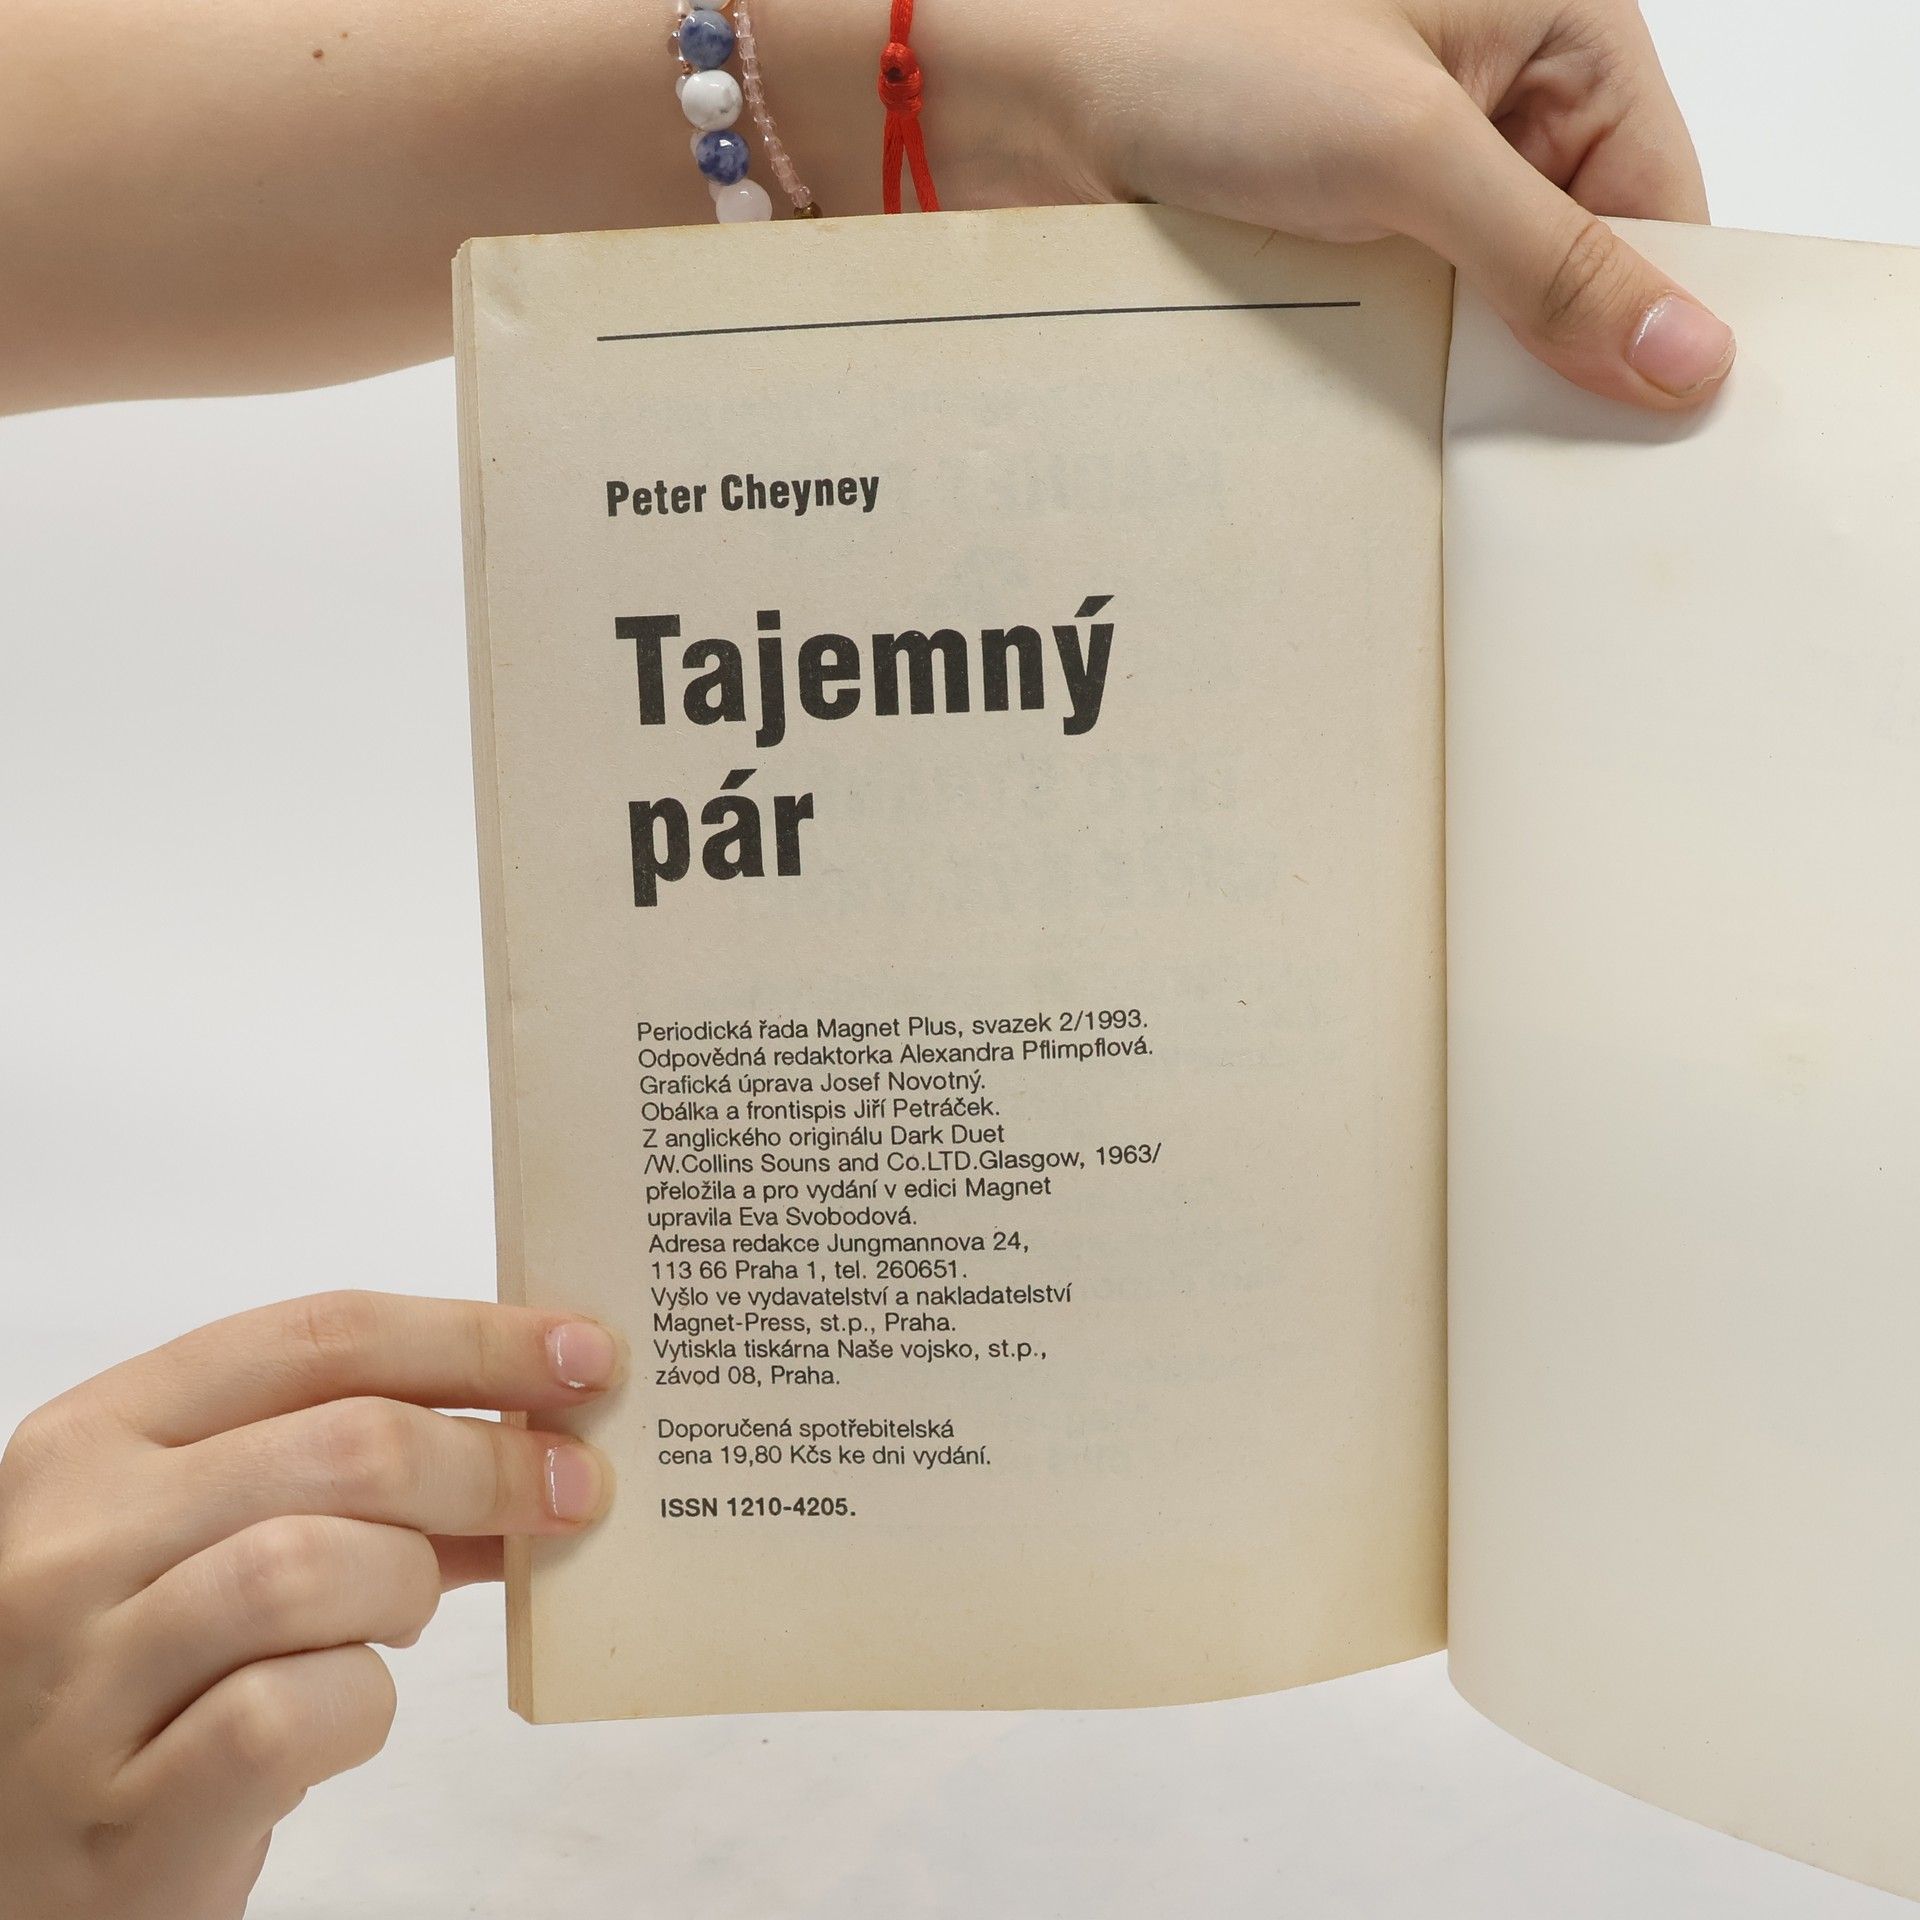 Peter Cheyney
Tajemný
pár
Periodická řada Magnet Plus, svazek 2/1993.
Odpovědná redaktorka Alexandra Pflimpflová.
Grafická úprava Josef Novotný.
Obálka a frontispis Jiří Petráček.
Z anglického originálu Dark Duet
/W.Collins Souns and Co.LTD.Glasgow, 1963/
přeložila a pro vydání v edici Magnet
upravila Eva Svobodová.
Adresa redakce Jungmannova 24,
113 66 Praha 1, tel. 260651.
Vyšlo ve vydavatelství a nakladatelství
Magnet-Press, st.p., Praha.
Vytiskla tiskárna Naše vojsko, st.p.,
závod 08, Praha.
Doporučená spotřebitelská
cena 19,80 Kčs ke dni vydání.
ISSN 1210-4205.